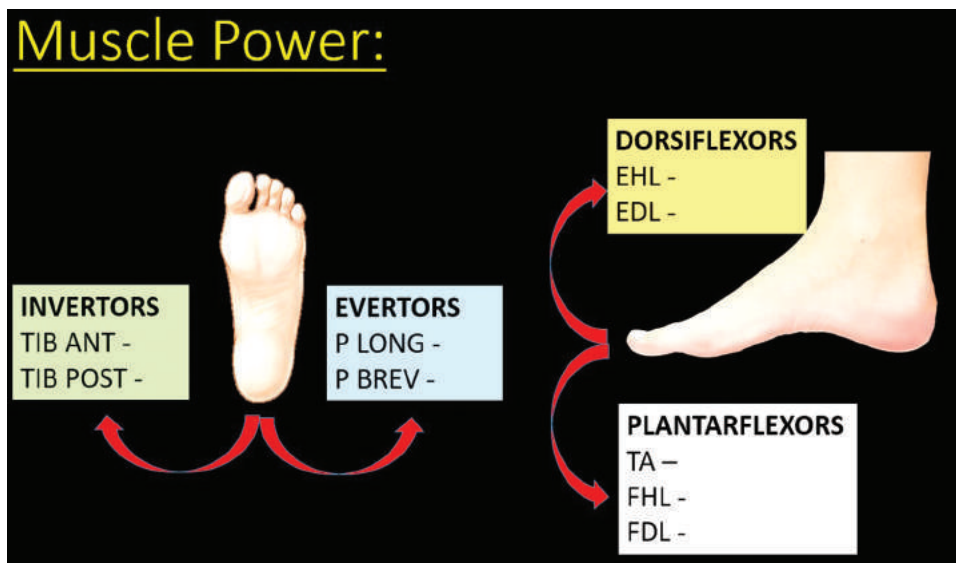 Muscle Power:
INVERTORS
TIB ANT -
TIB POST -
EVERTORS
P LONG -
P BREV -
DORSIFLEXORS
EHL -
EDL -
PLANTARFLEXORS
TA –
FHL -
FDL -